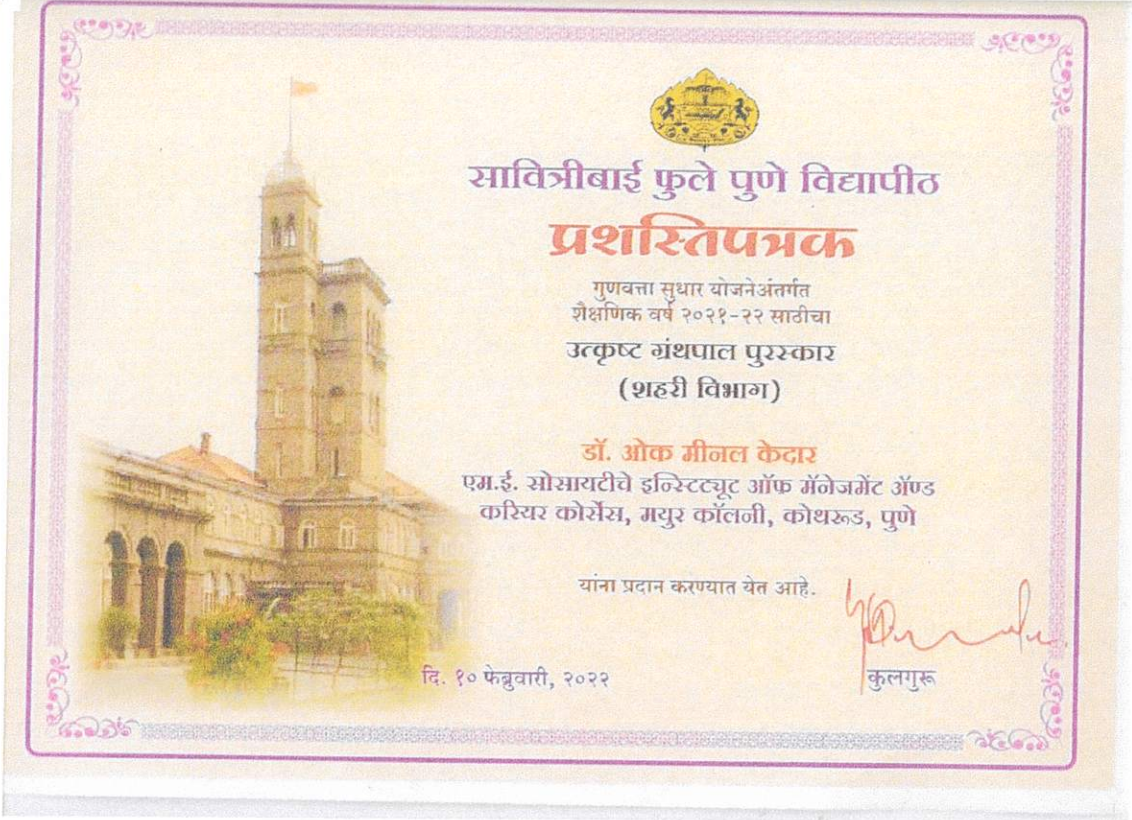 सावित्रीबाई फुले पुणे विद्यापीठ
प्रशस्तिपत्रक
गुणवत्ता सुधार योजनेअंतर्गत
शैक्षणिक वर्ष २०२१-२२ साठीचा
उत्कृष्ट ग्रंथपाल पुरस्कार
(शहरी विभाग)
डॉ. ओक मीनल केदार
एम.ई. सोसायटीचे इन्स्टिट्यूट ऑफ मॅनेजमेंट ॲण्ड
करियर कोर्सेस, मयुर कॉलनी, कोथरूड, पुणे
यांना प्रदान करण्यात येत आहे.
दि. १० फेब्रुवारी, २०२२
कुलगुरू